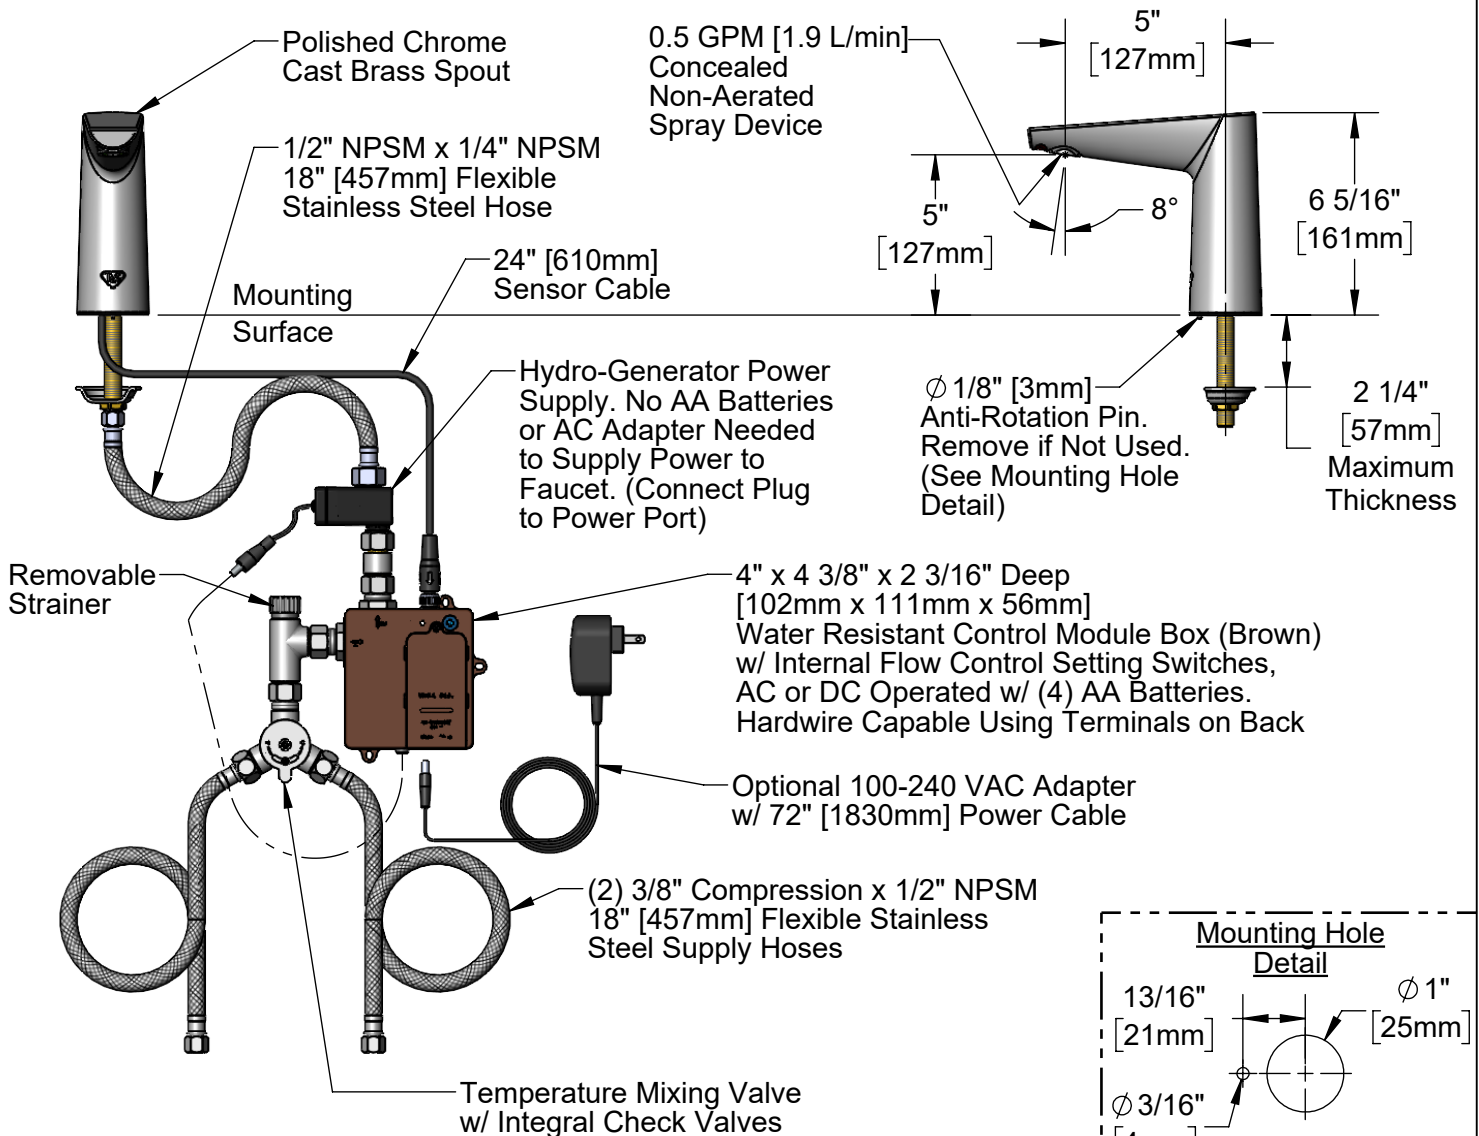 Polished Chrome
Cast Brass Spout
1/2" NPSM x 1/4" NPSM
18" [457mm] Flexible
Stainless Steel Hose
24" [610mm]
Sensor Cable
Mounting
Surface
0.5 GPM [1.9 L/min]
Concealed
Non-Aerated
Spray Device
5"
[127mm]
5"
[127mm]
8°
6 5/16"
[161mm]
Hydro-Generator Power
Supply. No AA Batteries
or AC Adapter Needed
to Supply Power to
Faucet. (Connect Plug
to Power Port)
∅ 1/8" [3mm]
Anti-Rotation Pin.
Remove if Not Used.
(See Mounting Hole
Detail)
2 1/4"
[57mm]
Maximum
Thickness
Removable
Strainer
4" x 4 3/8" x 2 3/16" Deep
[102mm x 111mm x 56mm]
Water Resistant Control Module Box (Brown)
w/ Internal Flow Control Setting Switches,
AC or DC Operated w/ (4) AA Batteries.
Hardwire Capable Using Terminals on Back
Optional 100-240 VAC Adapter
w/ 72" [1830mm] Power Cable
(2) 3/8" Compression x 1/2" NPSM
18" [457mm] Flexible Stainless
Steel Supply Hoses
Temperature Mixing Valve
w/ Integral Check Valves
Mounting Hole
Detail
13/16"
[21mm]
∅ 1"
[25mm]
∅ 3/16"